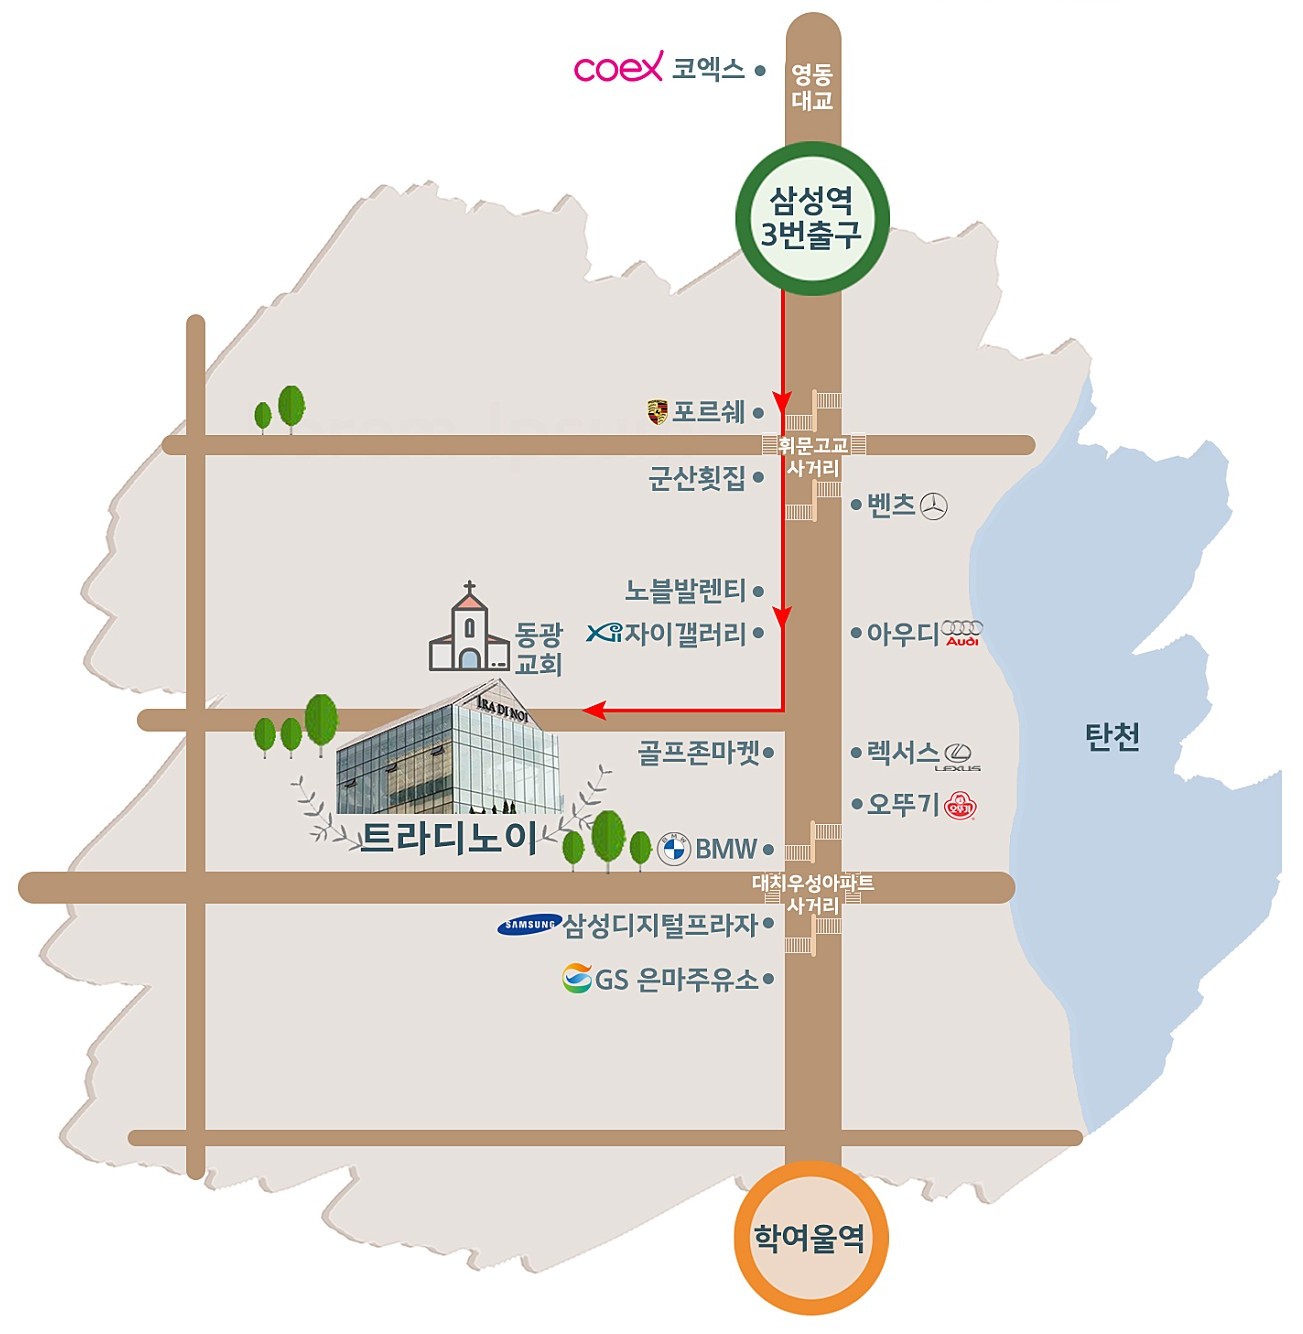 coex 코엑스
영동
대교
삼성역
3번출구
포르쉐
휘문고교
사거리
군산횟집
벤츠
노블발렌티
Xii 자이갤러리
아우디 Audi
동광
교회
TRA DI NOI
골프존마켓
렉서스 LEXUS
탄천
오뚜기 오뚜기
트라디노이
BMW BMW
대치우성아파트
사거리
SAMSUNG 삼성디지털프라자
GS 은마주유소
학여울역